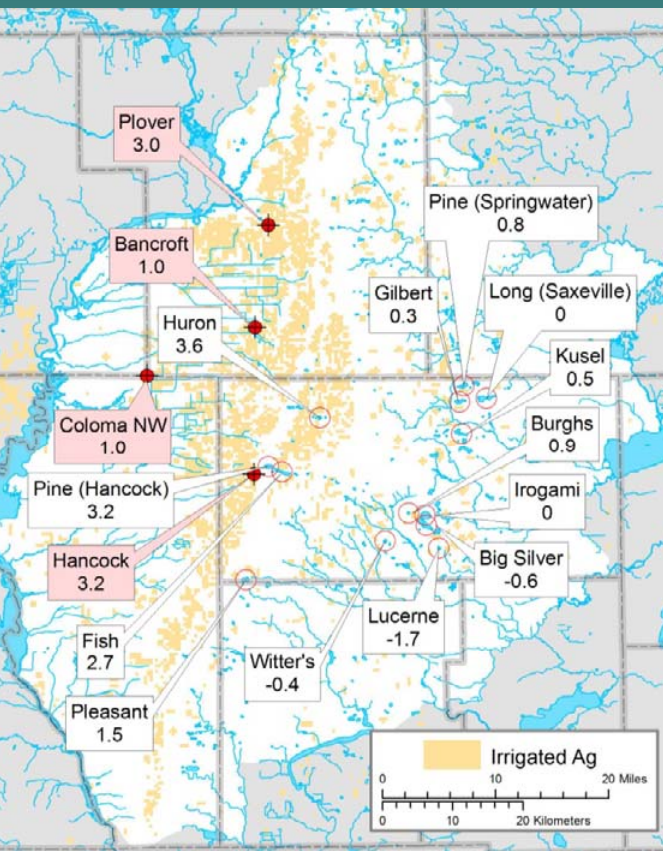 Plover
3.0
Pine (Springwater)
0.8
Bancroft
1.0
Gilbert
0.3
Long (Saxeville)
0
Huron
3.6
Kusel
0.5
Coloma NW
1.0
Burghs
0.9
Pine (Hancock)
3.2
Irogami
0
Hancock
3.2
Big Silver
-0.6
Lucerne
-1.7
Fish
2.7
Witter's
-0.4
Pleasant
1.5
Irrigated Ag
0 10 20 Miles
0 10 20 Kilometers